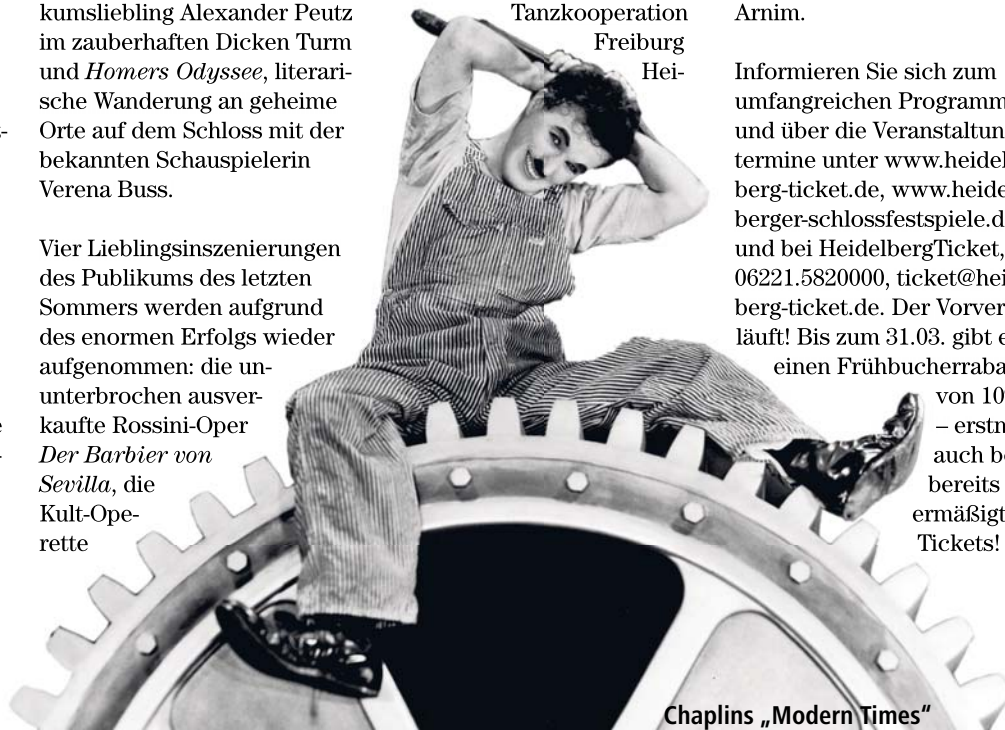 kumsliebling Alexander Peutz
im zauberhaften Dicken Turm
und Homers Odyssee, literari-
sche Wanderung an geheime
Orte auf dem Schloss mit der
bekannten Schauspielerin
Verena Buss.
Vier Lieblingsinszenierungen
des Publikums des letzten
Sommers werden aufgrund
des enormen Erfolgs wieder
aufgenommen: die un-
unterbrochen ausver-
kaufte Rossini-Oper
Der Barbier von
Sevilla, die
Kult-Ope-
rette
Tanzkooperation
Freiburg
Hei-
Arnim.
Informieren Sie sich zum
umfangreichen Programm
und über die Veranstaltun
termine unter www.heidel
berg-ticket.de, www.heide
berger-schlossfestspiele.d
und bei HeidelbergTicket,
06221.5820000, ticket@hei
berg-ticket.de. Der Vorver
läuft! Bis zum 31.03. gibt e
einen Frühbucherraba
von 10
– erstn
auch be
bereits
ermäßigt
Tickets!
Chaplins „Modern Times“